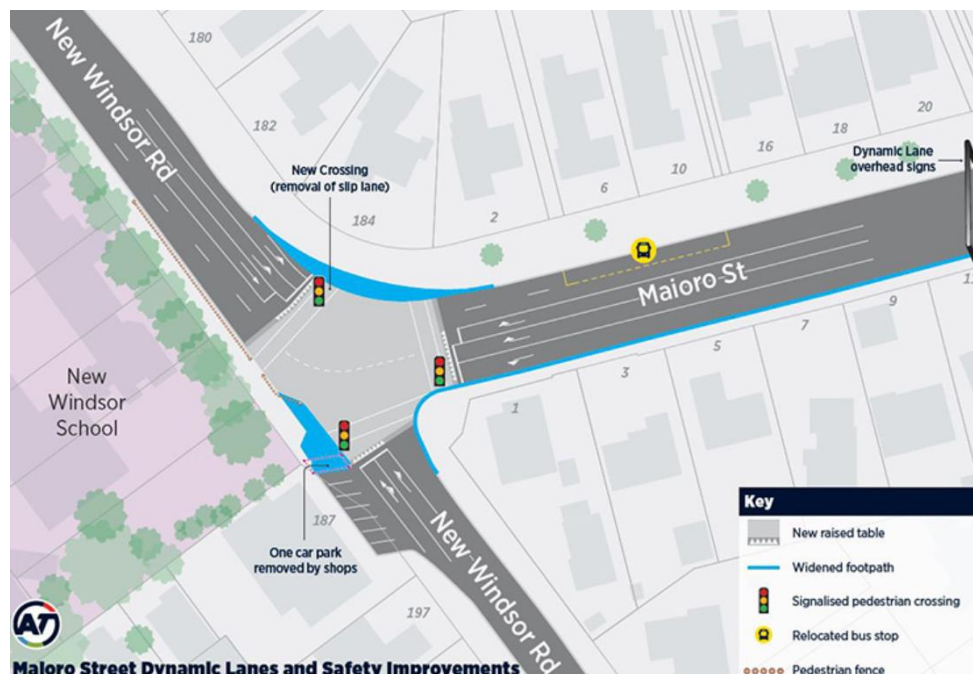 180
New Windsor Rd
182
New Crossing
(removal of slip lane)
184
2
6
10
16
18
20
Dynamic Lane
overhead signs
Maioro St
New
Windsor
School
1
3
5
7
9
187
One car park
removed by shops
197
New Windsor Rd
Key
New raised table
Widened footpath
Signalised pedestrian crossing
Relocated bus stop
Pedestrian fence
AT
Maioro Street Dynamic Lanes and Safety Improvements